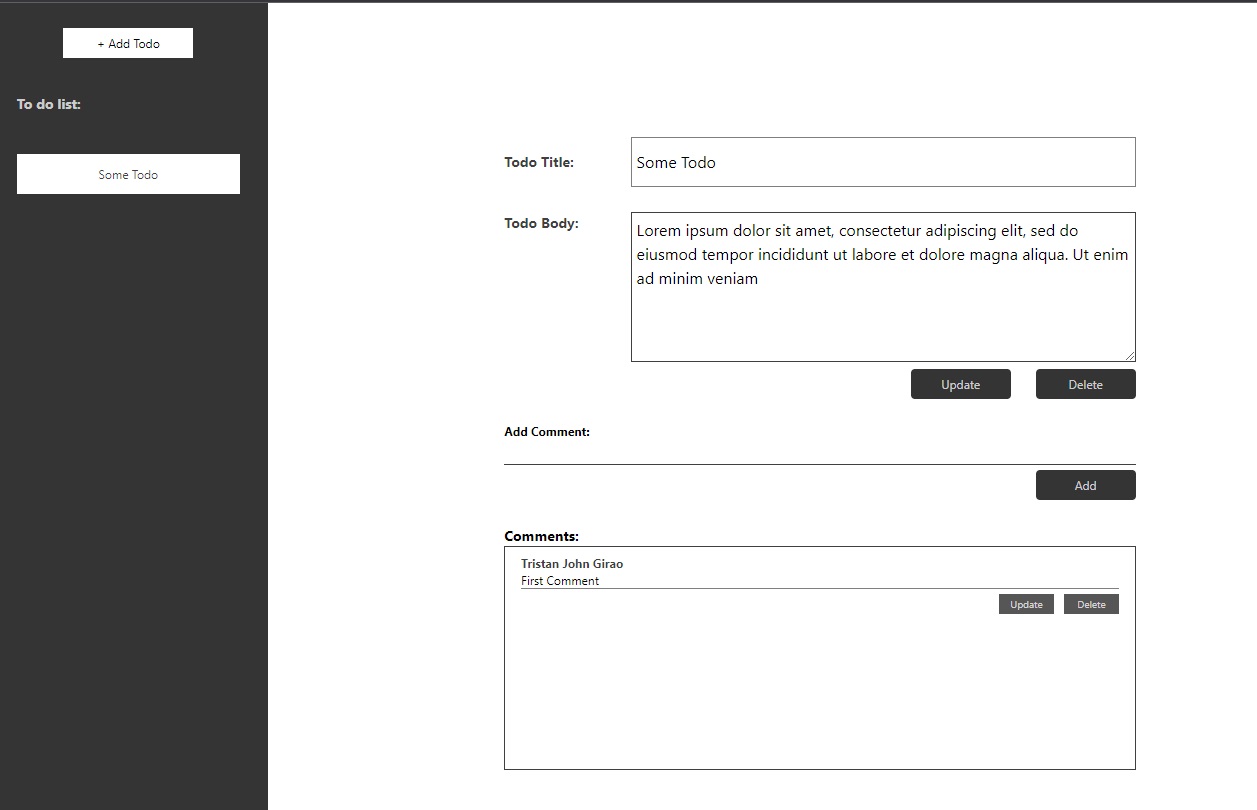 + Add Todo
To do list:
Some Todo
Todo Title:
Some Todo
Todo Body:
Lorem ipsum dolor sit amet, consectetur adipiscing elit, sed do
eiusmod tempor incididunt ut labore et dolore magna aliqua. Ut enim
ad minim veniam
Update
Delete
Add Comment:
Add
Comments:
Tristan John Girao
First Comment
Update
Delete